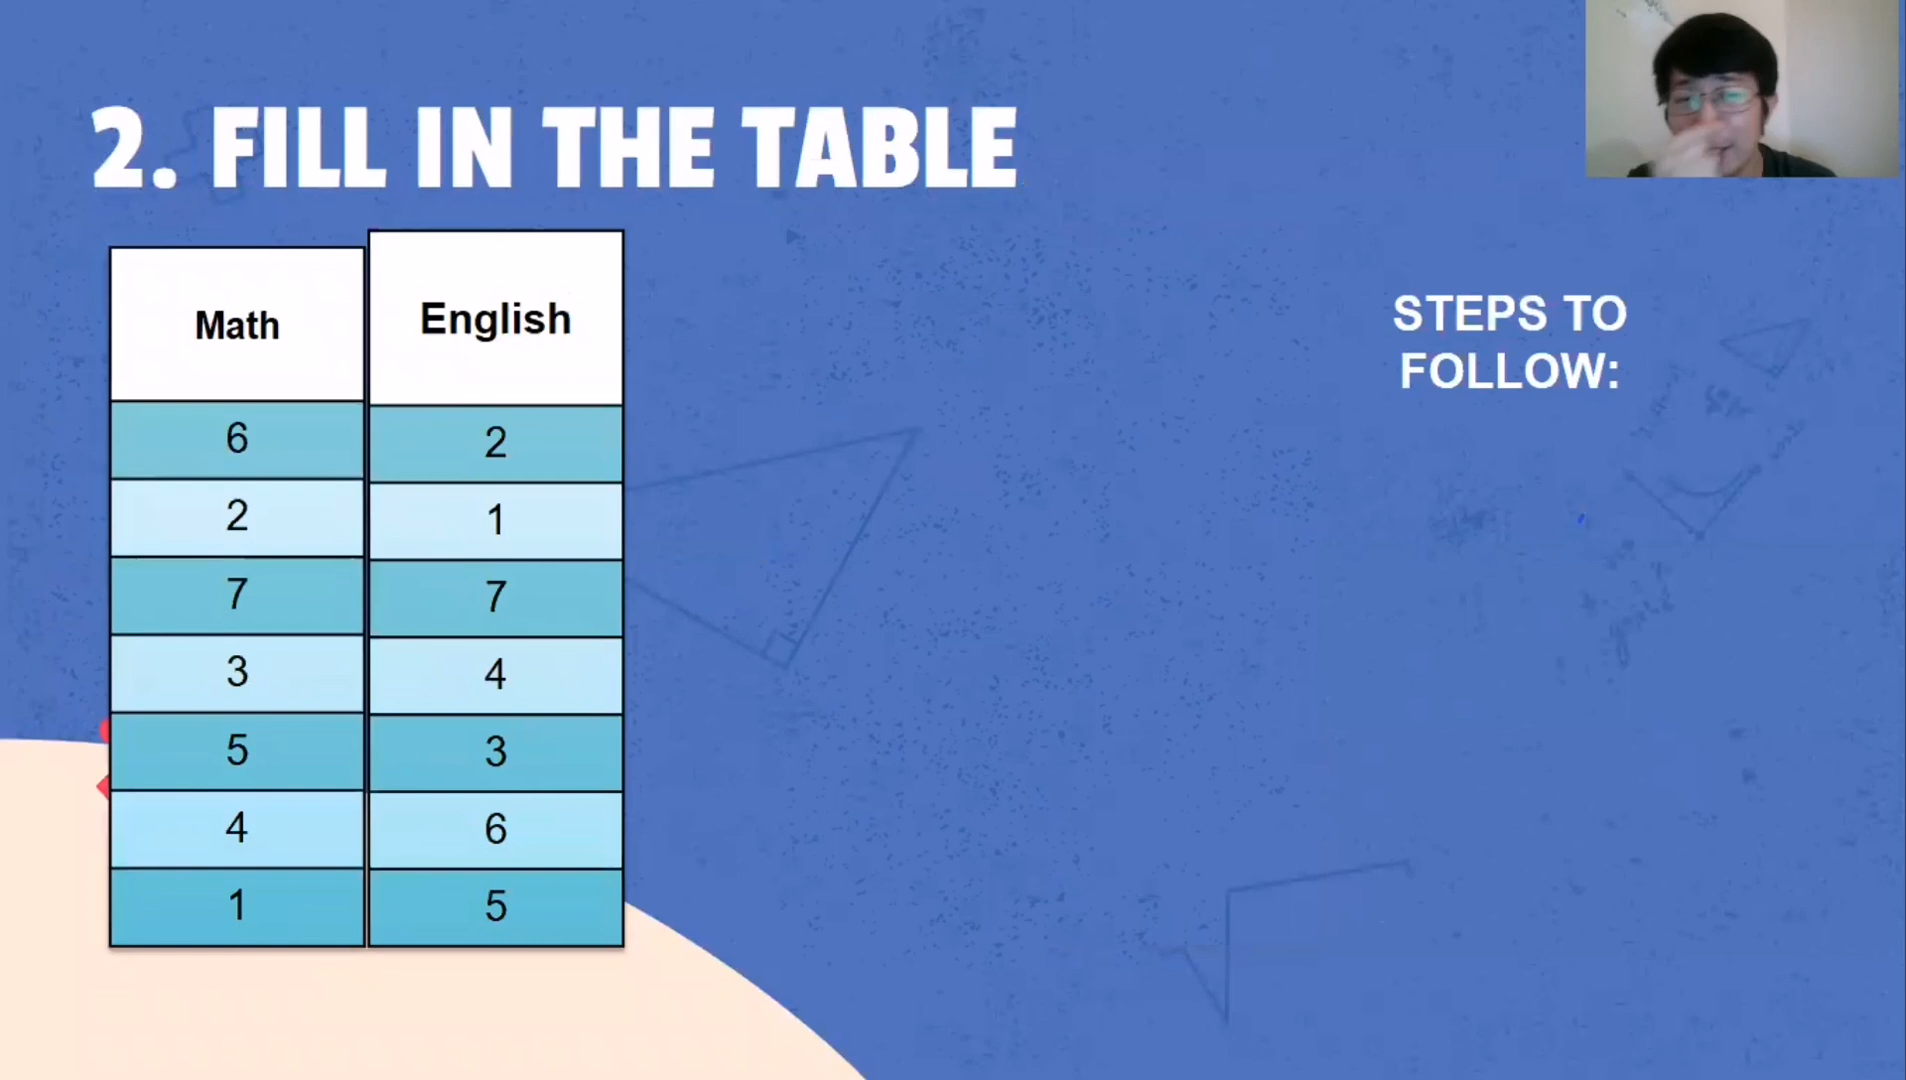 2. FILL IN THE TABLE
Math English
6 2
2 1
7 7
3 4
5 3
4 6
1 5
STEPS TO
FOLLOW: